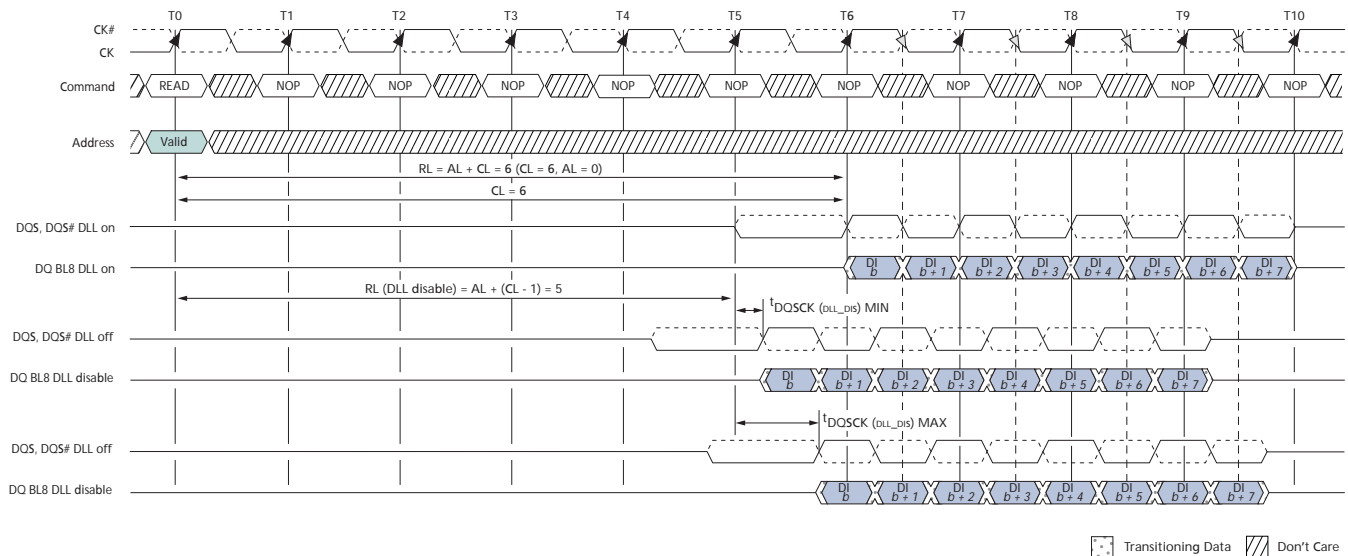 T0 T1 T2 T3 T4 T5 T6 T7 T8 T9 T10
CK#
CK
Command READ NOP NOP NOP NOP NOP NOP NOP NOP NOP NOP
Address Valid
RL = AL + CL = 6 (CL = 6, AL = 0)
CL = 6
DQS, DQS# DLL on
DQ BL8 DLL on DI b DI b + 1 DI b + 2 DI b + 3 DI b + 4 DI b + 5 DI b + 6 DI b + 7
RL (DLL disable) = AL + (CL - 1) = 5
tDQSCK (DLL_DIS) MIN
DQS, DQS# DLL off
DQ BL8 DLL disable DI b DI b + 1 DI b + 2 DI b + 3 DI b + 4 DI b + 5 DI b + 6 DI b + 7
tDQSCK (DLL_DIS) MAX
DQS, DQS# DLL off
DQ BL8 DLL disable DI b DI b + 1 DI b + 2 DI b + 3 DI b + 4 DI b + 5 DI b + 6 DI b + 7
Transitioning Data Don't Care